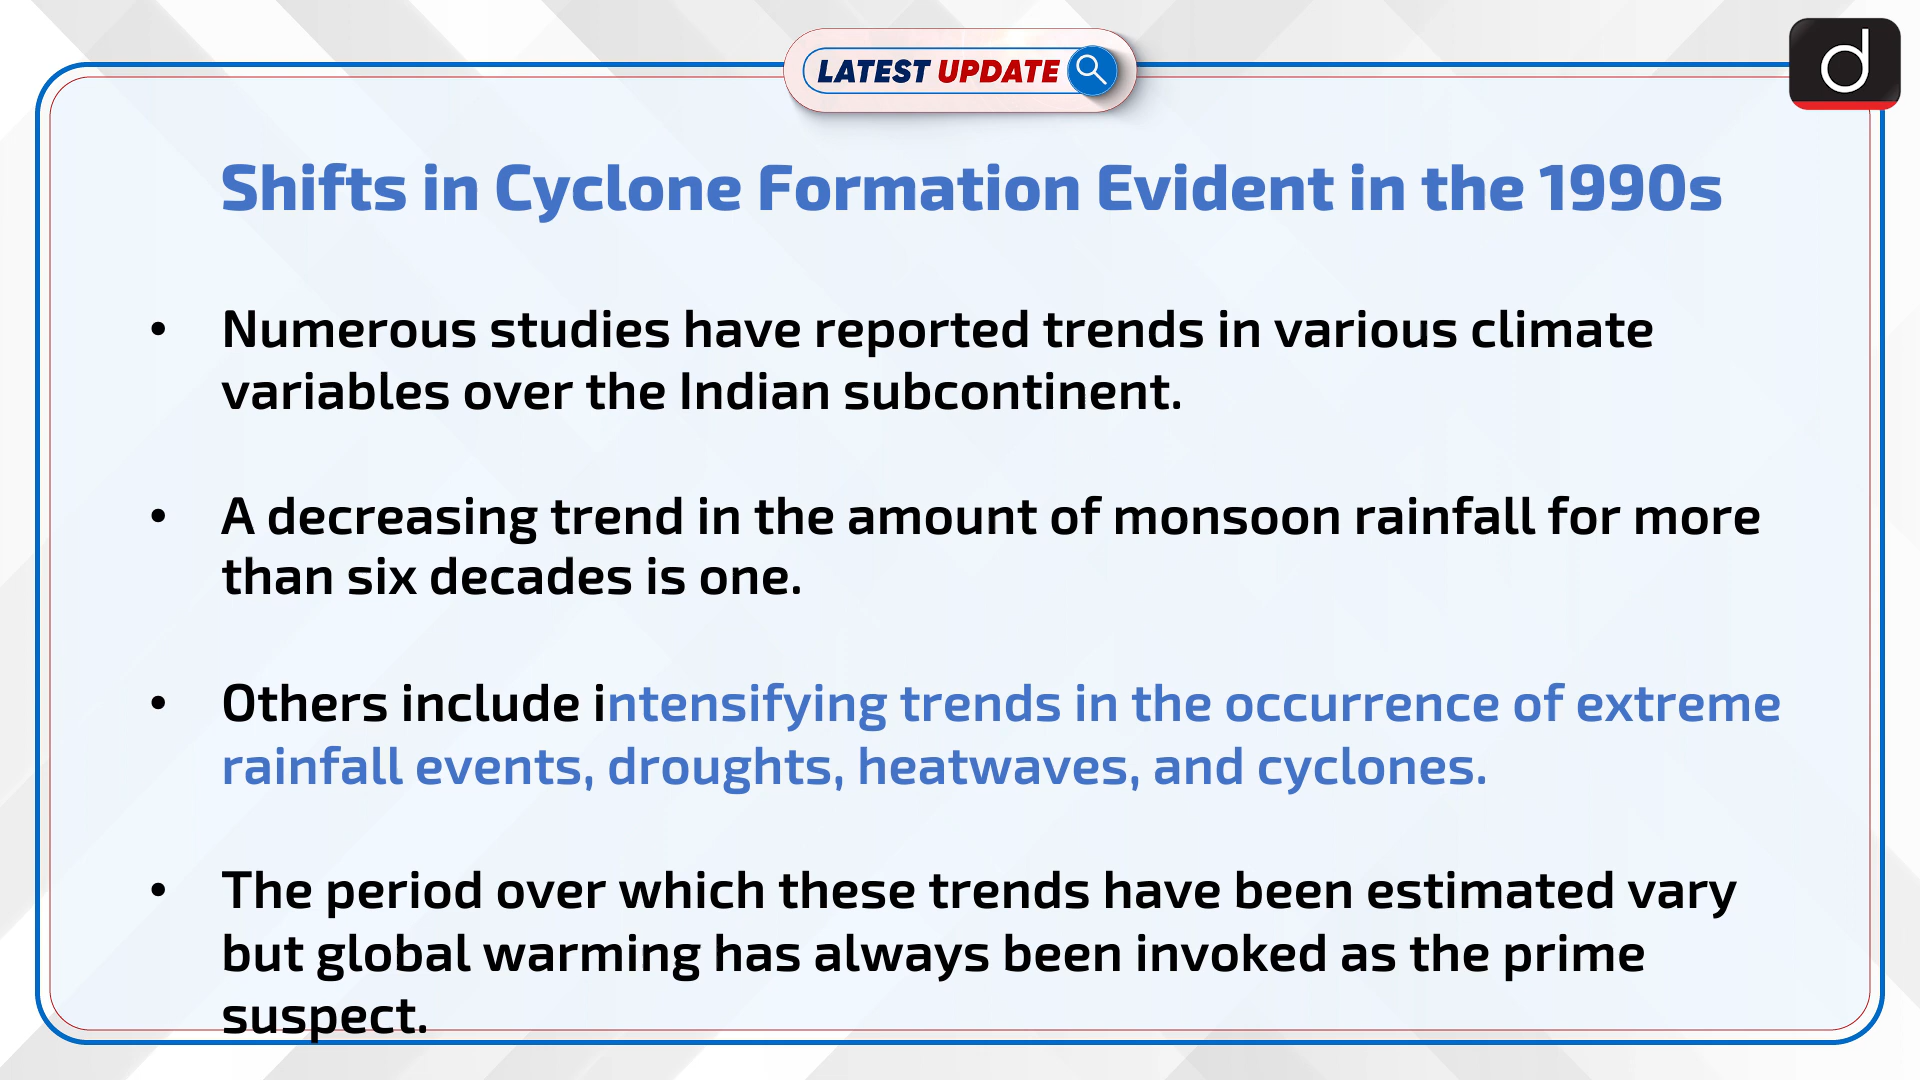 LATEST UPDATE
d
Shifts in Cyclone Formation Evident in the 1990s
• Numerous studies have reported trends in various climate
variables over the Indian subcontinent.
• A decreasing trend in the amount of monsoon rainfall for more
than six decades is one.
• Others include intensifying trends in the occurrence of extreme
rainfall events, droughts, heatwaves, and cyclones.
• The period over which these trends have been estimated vary
but global warming has always been invoked as the prime
suspect.